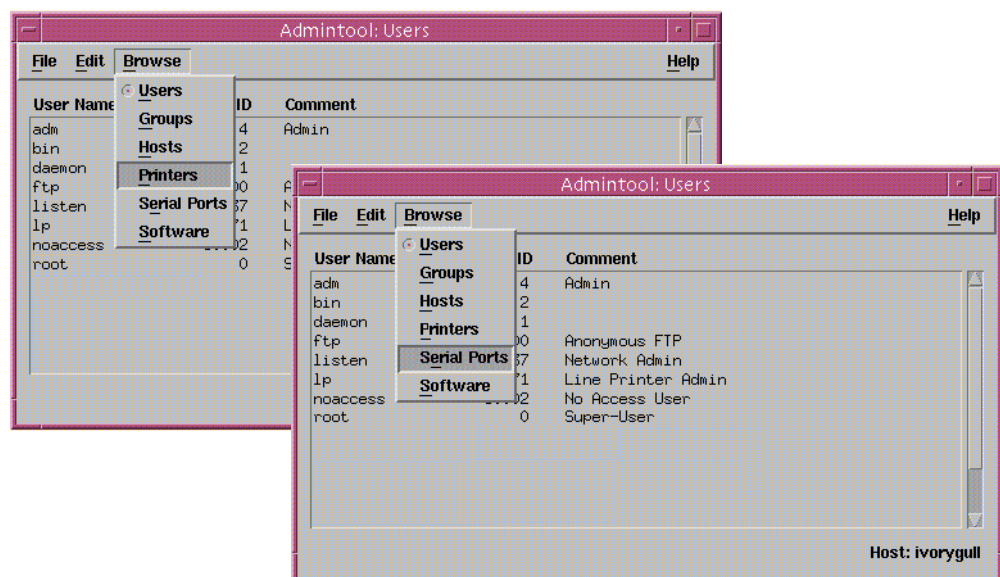 Admintool: Users
File Edit Browse Help
Users
Groups
Hosts
Printers
Serial Ports
Software
User Name ID Comment
adm 4 Admin
bin 2
daemon 1
ftp
listen
lp
noaccess
root 0
Admintool: Users
File Edit Browse Help
Users
Groups
Hosts
Printers
Serial Ports
Software
User Name ID Comment
adm 4 Admin
bin 2
daemon 1
ftp Anonymous FTP
listen Network Admin
lp Line Printer Admin
noaccess No Access User
root 0 Super-User
Host: ivorygull